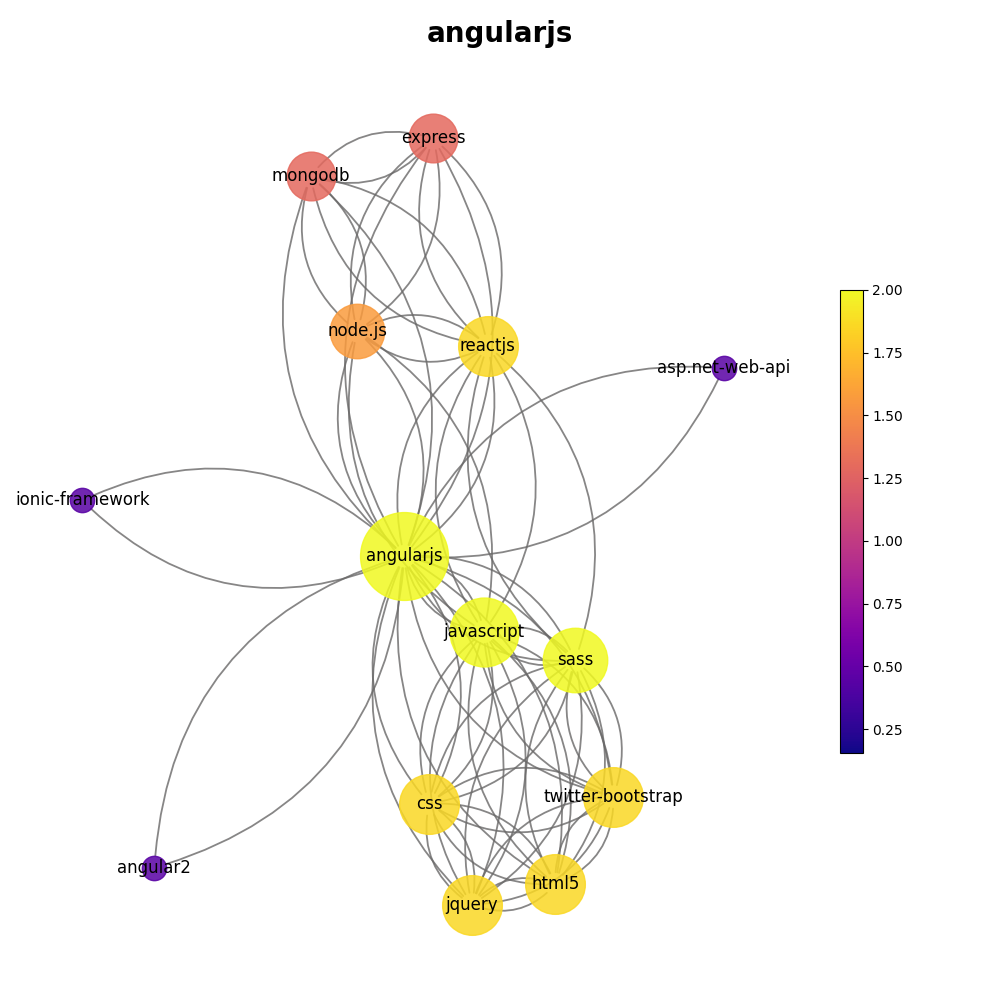 angularjs
express
mongodb
node.js
reactjs
asp.net-web-api
ionic-framework
angularjs
javascript
sass
css
twitter-bootstrap
angular2
html5
jquery
2.00
1.75
1.50
1.25
1.00
0.75
0.50
0.25